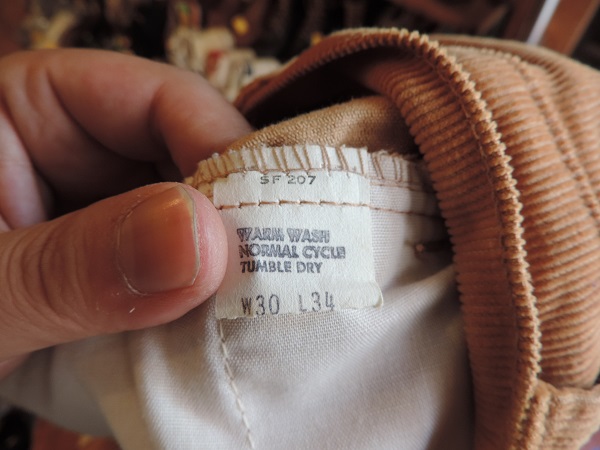 SF 207
WARM WASH
NORMAL CYCLE
TUMBLE DRY
W30 L34